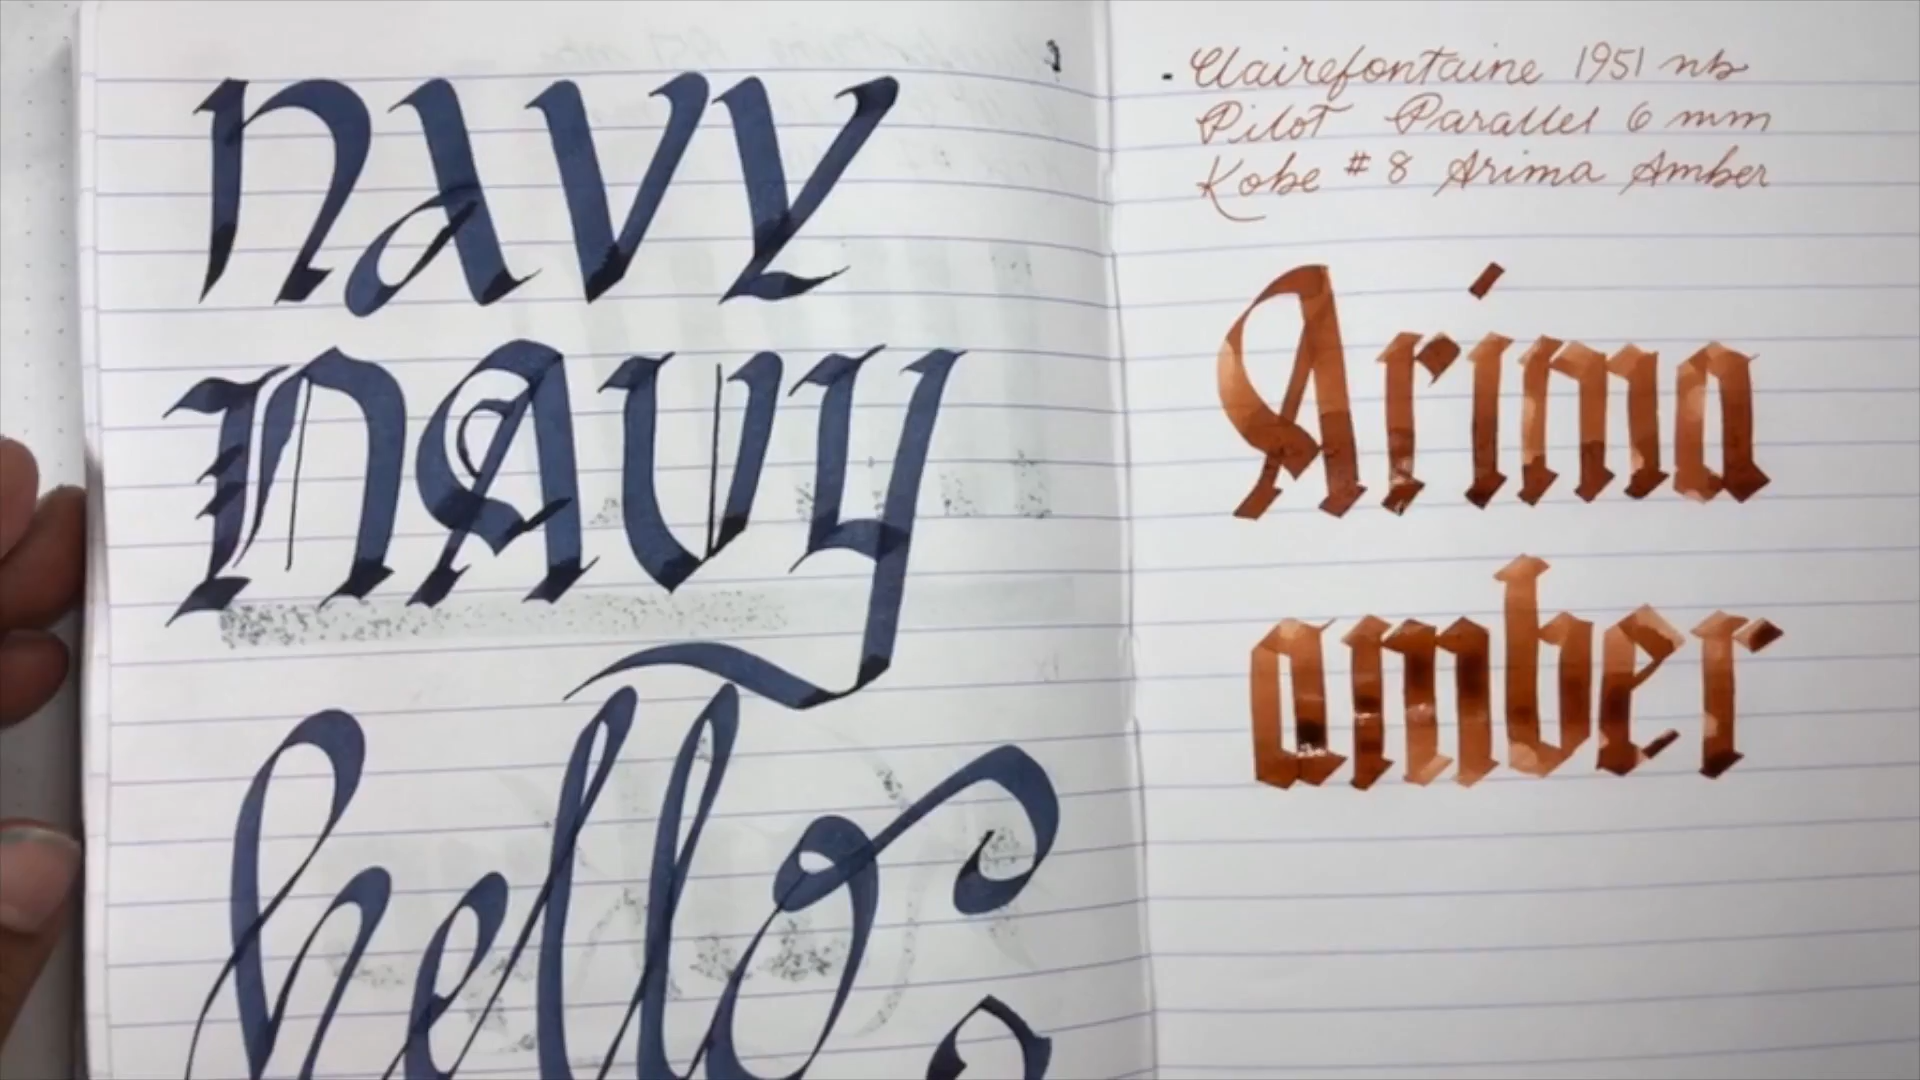 navy
navy
hello
Clairefontaine 1951 nb
Pilot Parallel 6 mm
Kobe # 8 Arima Amber
Arima
amber